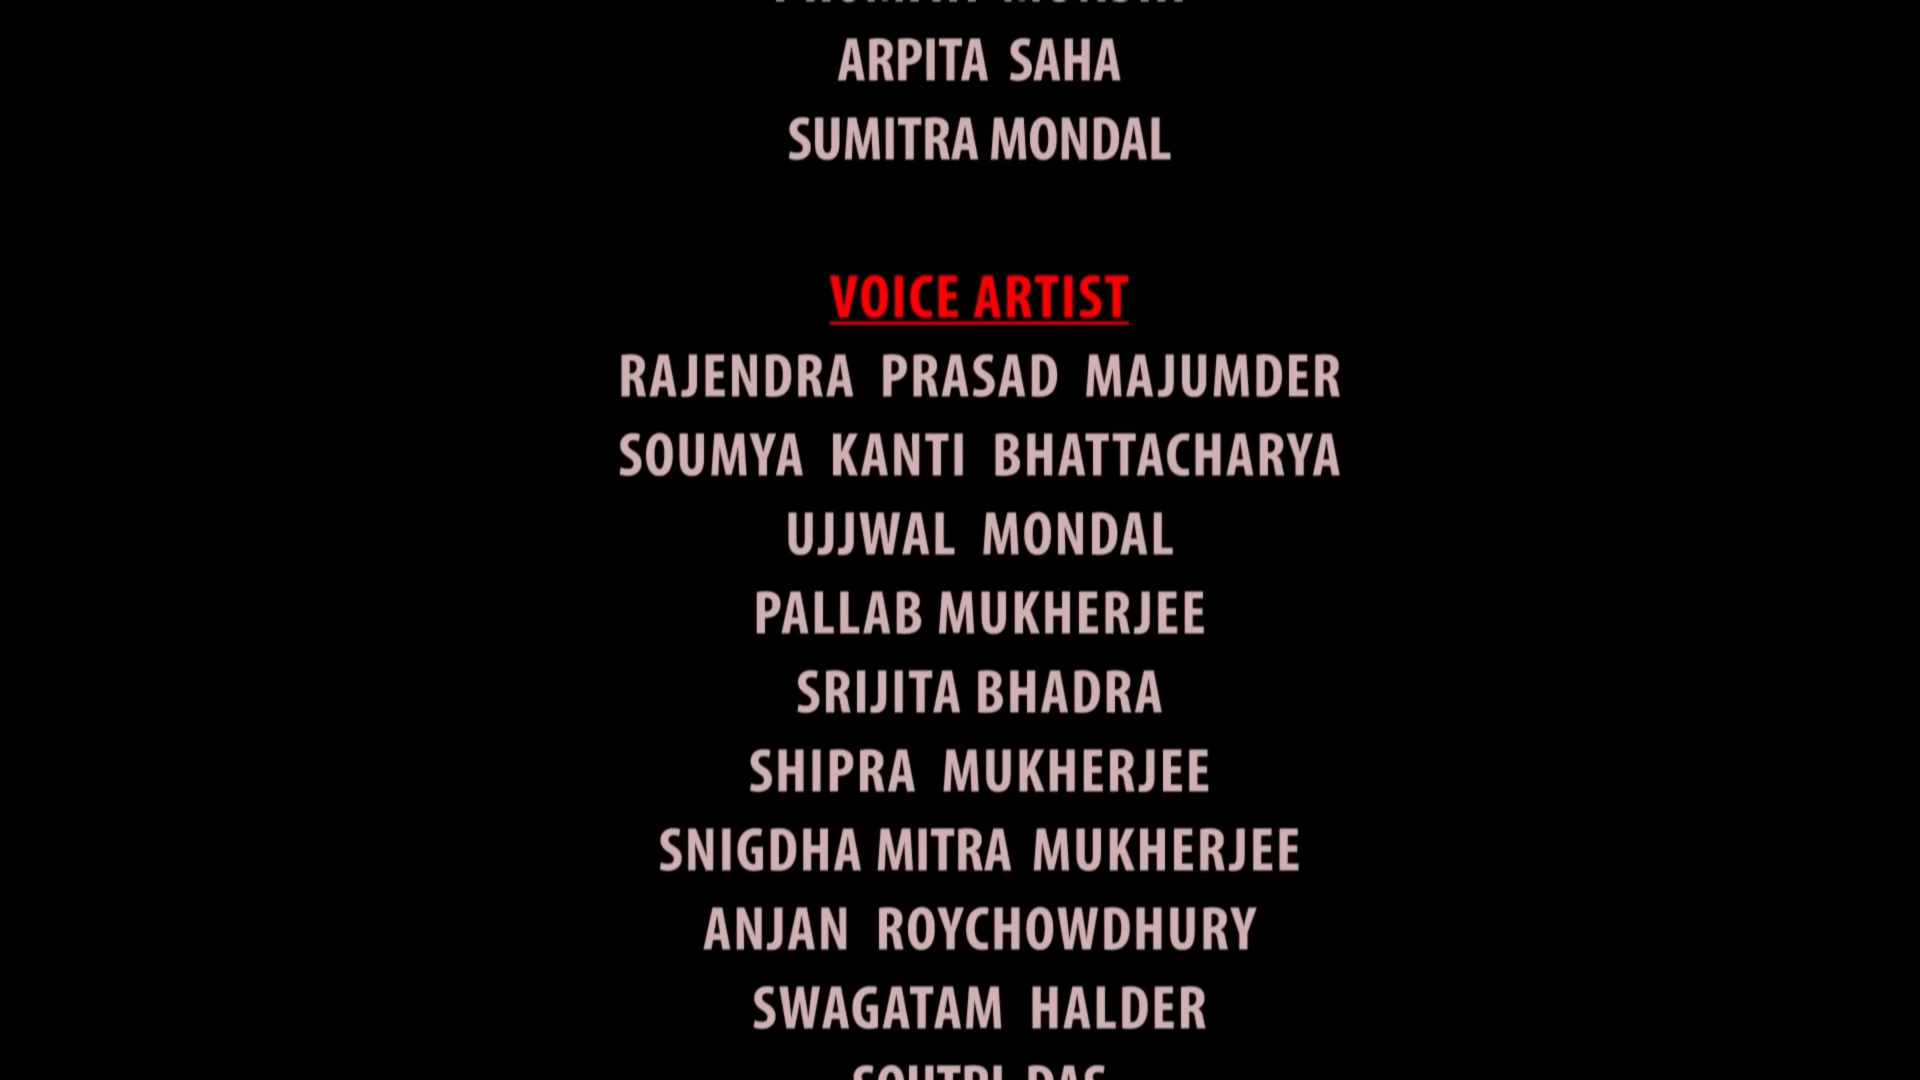 ARPITA SAHA
SUMITRA MONDAL
VOICE ARTIST
RAJENDRA PRASAD MAJUMDER
SOUMYA KANTI BHATTACHARYA
UJJWAL MONDAL
PALLAB MUKHERJEE
SRIJITA BHADRA
SHIPRA MUKHERJEE
SNIGDHA MITRA MUKHERJEE
ANJAN ROYCHOWDHURY
SWAGATAM HALDER
DAS